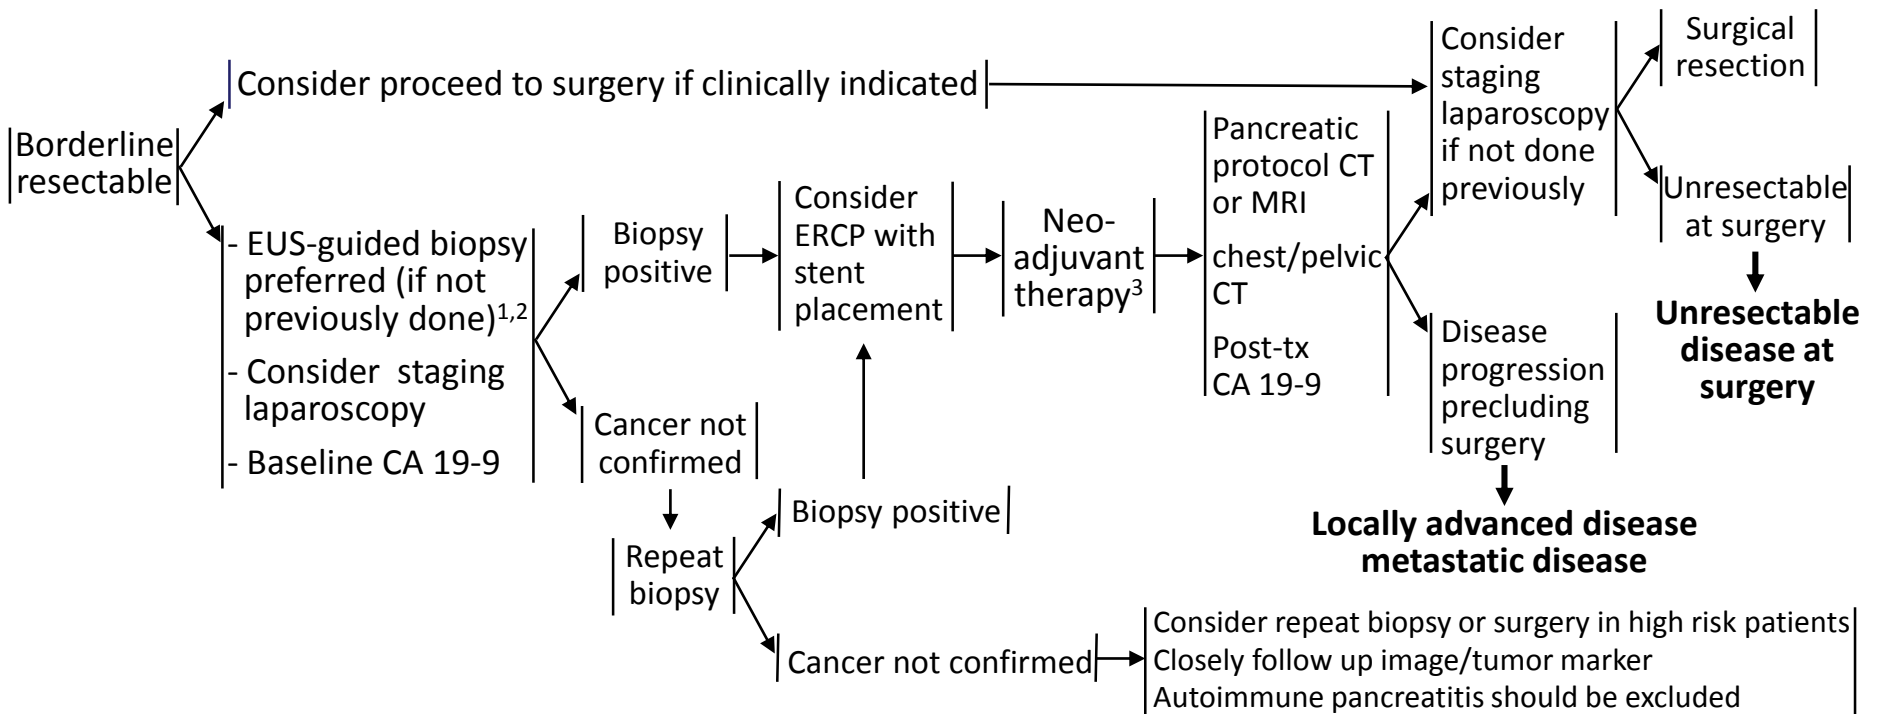 Borderline
resectable
Consider proceed to surgery if clinically indicated
- EUS-guided biopsy
preferred (if not
previously done)1,2
- Consider staging
laparoscopy
- Baseline CA 19-9
Biopsy
positive
Cancer not
confirmed
Repeat
biopsy
Biopsy positive
Cancer not confirmed
Consider
ERCP with
stent
placement
Neo-
adjuvant
therapy3
Pancreatic
protocol CT
or MRI
chest/pelvic
CT
Post-tx
CA 19-9
Consider
staging
laparoscopy
if not done
previously
Surgical
resection
Unresectable
at surgery
Unresectable
disease at
surgery
Disease
progression
precluding
surgery
Locally advanced disease
metastatic disease
Consider repeat biopsy or surgery in high risk patients
Closely follow up image/tumor marker
Autoimmune pancreatitis should be excluded